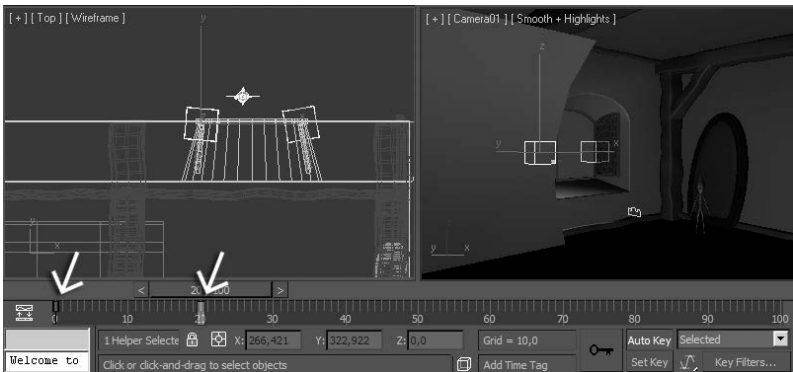 [ + ] [ Top ] [ Wireframe ]
[ + ] [ Camera01 ] [ Smooth + Highlights ]
y
z
y
x
y
x
y
x
<
>
0 10 20 30 40 50 60 70 80 90 100
1 Helper Selecte X: 266,421 Y: 322,922 Z: 0,0 Grid = 10,0 Auto Key Selected
Welcome to Click or click-and-drag to select objects Add Time Tag Set Key Key Filters...